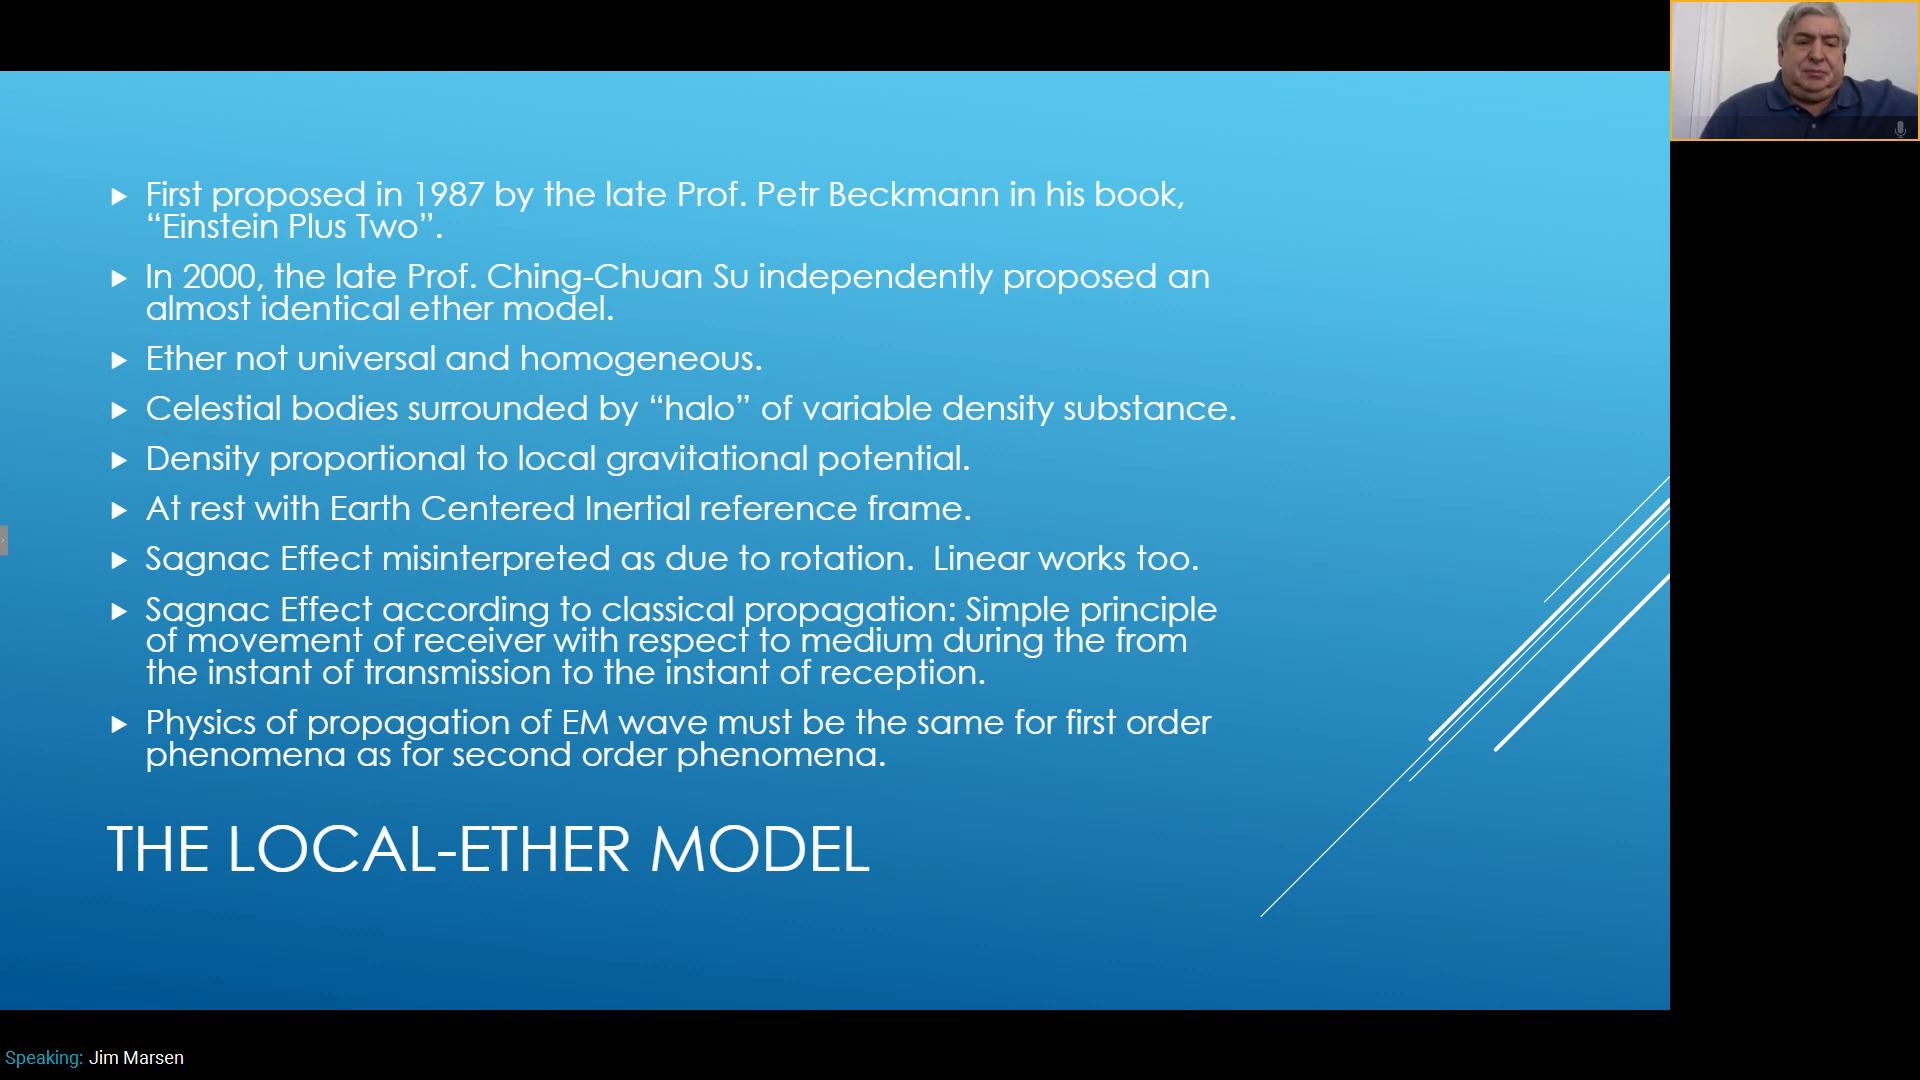 First proposed in 1987 by the late Prof. Petr Beckmann in his book,
“Einstein Plus Two”.
In 2000, the late Prof. Ching-Chuan Su independently proposed an
almost identical ether model.
Ether not universal and homogeneous.
Celestial bodies surrounded by “halo” of variable density substance.
Density proportional to local gravitational potential.
At rest with Earth Centered Inertial reference frame.
Sagnac Effect misinterpreted as due to rotation.  Linear works too.
Sagnac Effect according to classical propagation: Simple principle
of movement of receiver with respect to medium during the from
the instant of transmission to the instant of reception.
Physics of propagation of EM wave must be the same for first order
phenomena as for second order phenomena.
THE LOCAL-ETHER MODEL
Speaking: Jim Marsen